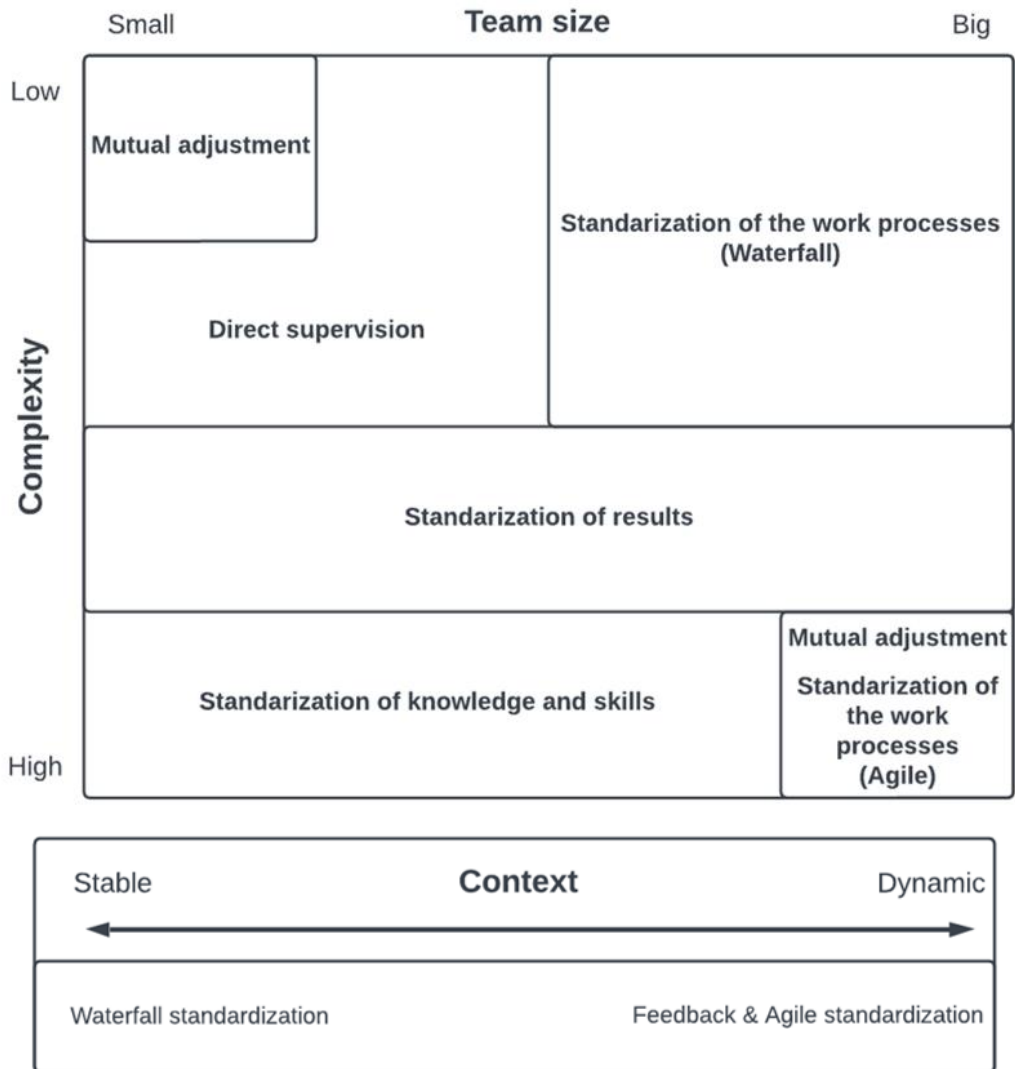 Small Team size Big
Low
Mutual adjustment
Standarization of the work processes
(Waterfall)
Direct supervision
Complexity
Standarization of results
Mutual adjustment
Standarization of
the work
processes
(Agile)
Standarization of knowledge and skills
High
Stable Context Dynamic
Waterfall standardization Feedback & Agile standardization